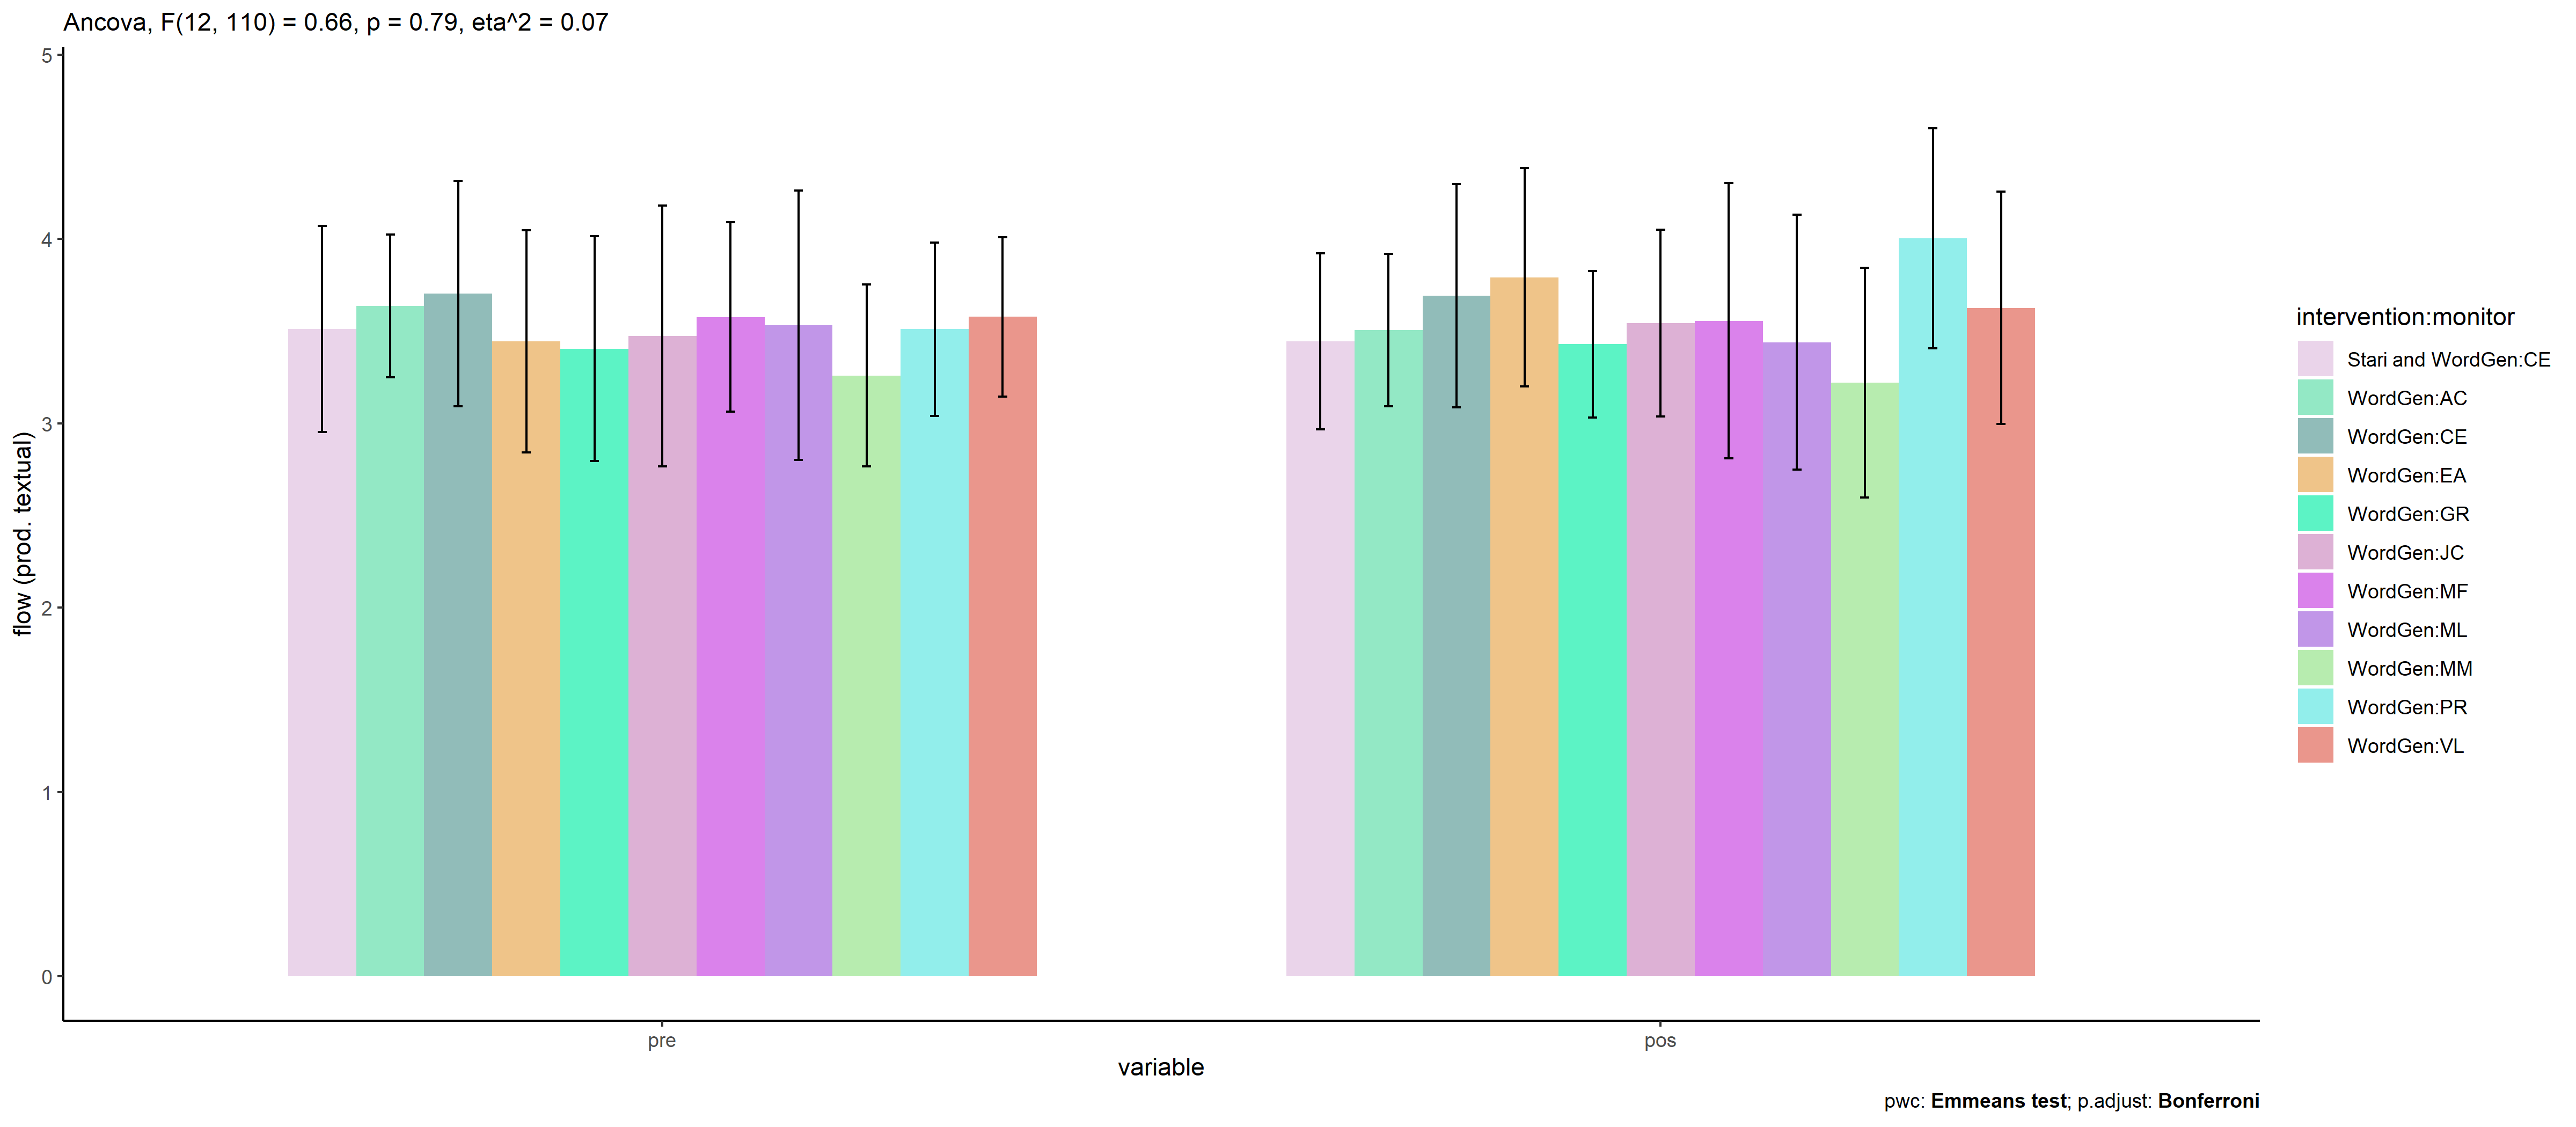 Ancova, F(12, 110) = 0.66, p = 0.79, eta^2 = 0.07
5
4
3
2
1
0
flow (prod. textual)
pre
pos
variable
intervention:monitor
Stari and WordGen:CE
WordGen:AC
WordGen:CE
WordGen:EA
WordGen:GR
WordGen:JC
WordGen:MF
WordGen:ML
WordGen:MM
WordGen:PR
WordGen:VL
pwc: Emmeans test; p.adjust: Bonferroni